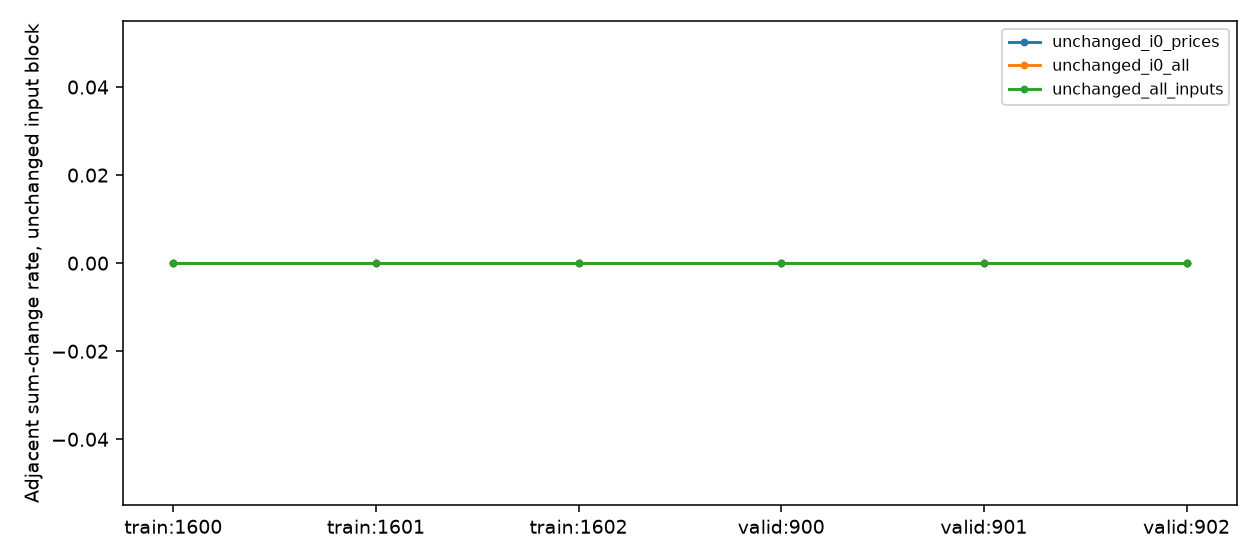 Adjacent sum-change rate, unchanged input block
0.04
0.02
0.00
−0.02
−0.04
unchanged_i0_prices
unchanged_i0_all
unchanged_all_inputs
train:1600 train:1601 train:1602 valid:900 valid:901 valid:902